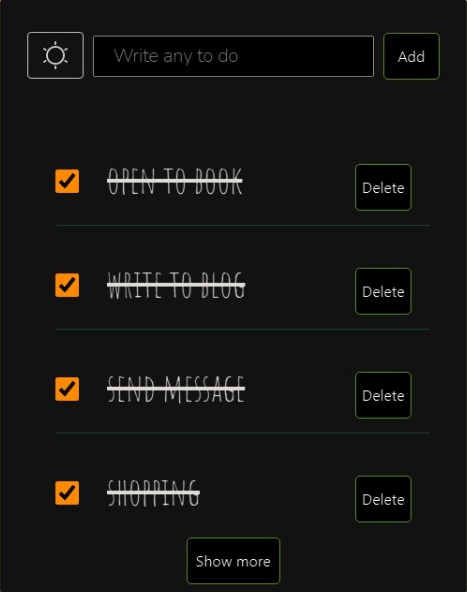 Write any to do
Add
OPEN TO BOOK
Delete
WRITE TO BLOG
Delete
SEND MESSAGE
Delete
SHOPPING
Delete
Show more